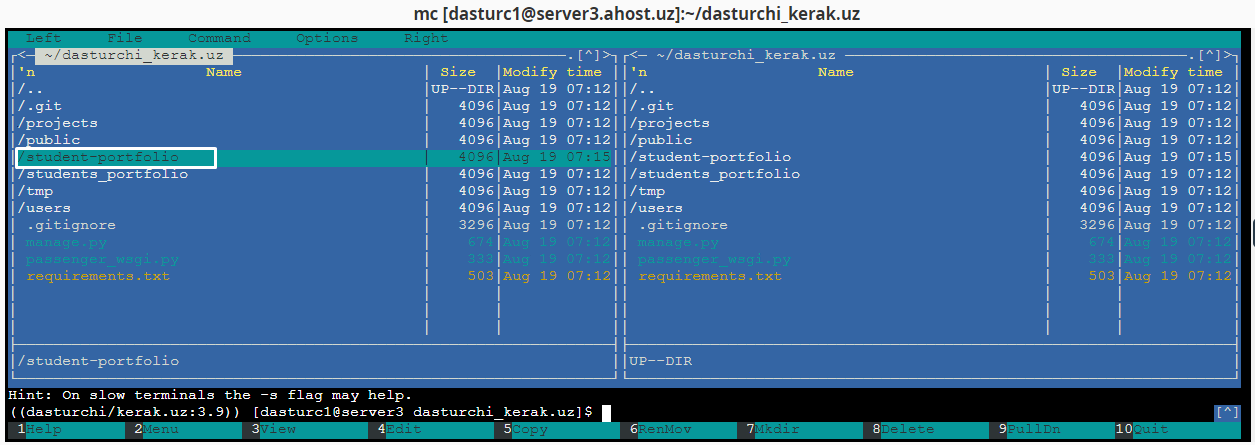 mc [dasturc1@server3.ahost.uz]:~/dasturchi_kerak.uz
Left File Command Options Right
<— ~/dasturchi_kerak.uz .[^]> <— ~/dasturchi_kerak.uz .[^]>
'n Name Size Modify time 'n Name Size Modify time
/.. UP--DIR Aug 19 07:12 /.. UP--DIR Aug 19 07:12
/.git 4096 Aug 19 07:12 /.git 4096 Aug 19 07:12
/projects 4096 Aug 19 07:12 /projects 4096 Aug 19 07:12
/public 4096 Aug 19 07:12 /public 4096 Aug 19 07:12
/student-portfolio 4096 Aug 19 07:15 /student-portfolio 4096 Aug 19 07:15
/students_portfolio 4096 Aug 19 07:12 /students_portfolio 4096 Aug 19 07:12
/tmp 4096 Aug 19 07:12 /tmp 4096 Aug 19 07:12
/users 4096 Aug 19 07:12 /users 4096 Aug 19 07:12
.gitignore 3296 Aug 19 07:12 .gitignore 3296 Aug 19 07:12
manage.py 674 Aug 19 07:12 manage.py 674 Aug 19 07:12
passenger_wsgi.py 333 Aug 19 07:12 passenger_wsgi.py 333 Aug 19 07:12
requirements.txt 503 Aug 19 07:12 requirements.txt 503 Aug 19 07:12
/student-portfolio UP--DIR
Hint: On slow terminals the -s flag may help.
((dasturchi/kerak.uz:3.9)) [dasturc1@server3 dasturchi_kerak.uz]$ [^]
1Help 2Menu 3View 4Edit 5Copy 6RenMov 7Mkdir 8Delete 9PullDn 10Quit